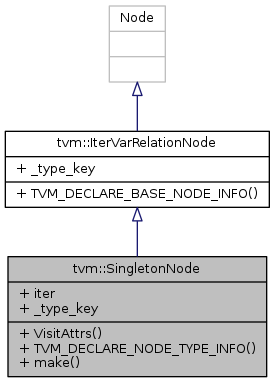 Node
tvm::IterVarRelationNode
+ _type_key
+ TVM_DECLARE_BASE_NODE_INFO()
tvm::SingletonNode
+ iter
+ _type_key
+ VisitAttrs()
+ TVM_DECLARE_NODE_TYPE_INFO()
+ make()